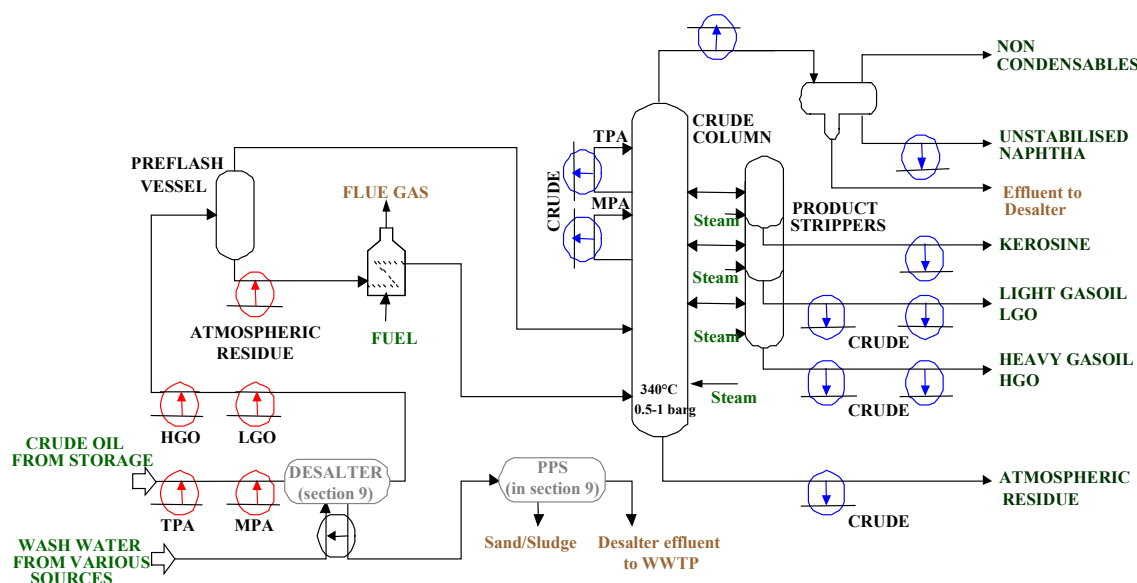 NON
CONDENSABLES
CRUDE
COLUMN
TPA
UNSTABILISED
NAPHTHA
PREFLASH
VESSEL
CRUDE
FLUE GAS
MPA
Effluent to
Desalter
Steam
PRODUCT
STRIPPERS
KEROSINE
Steam
LIGHT GASOIL
LGO
ATMOSPHERIC
RESIDUE
FUEL
Steam
CRUDE
HEAVY GASOIL
HGO
340°C
0.5-1 barg
Steam
CRUDE
HGO
LGO
CRUDE OIL
FROM STORAGE
DESALTER
(section 9)
PPS
(in section 9)
ATMOSPHERIC
RESIDUE
TPA
MPA
CRUDE
WASH WATER
FROM VARIOUS
SOURCES
Sand/Sludge
Desalter effluent
to WWTP